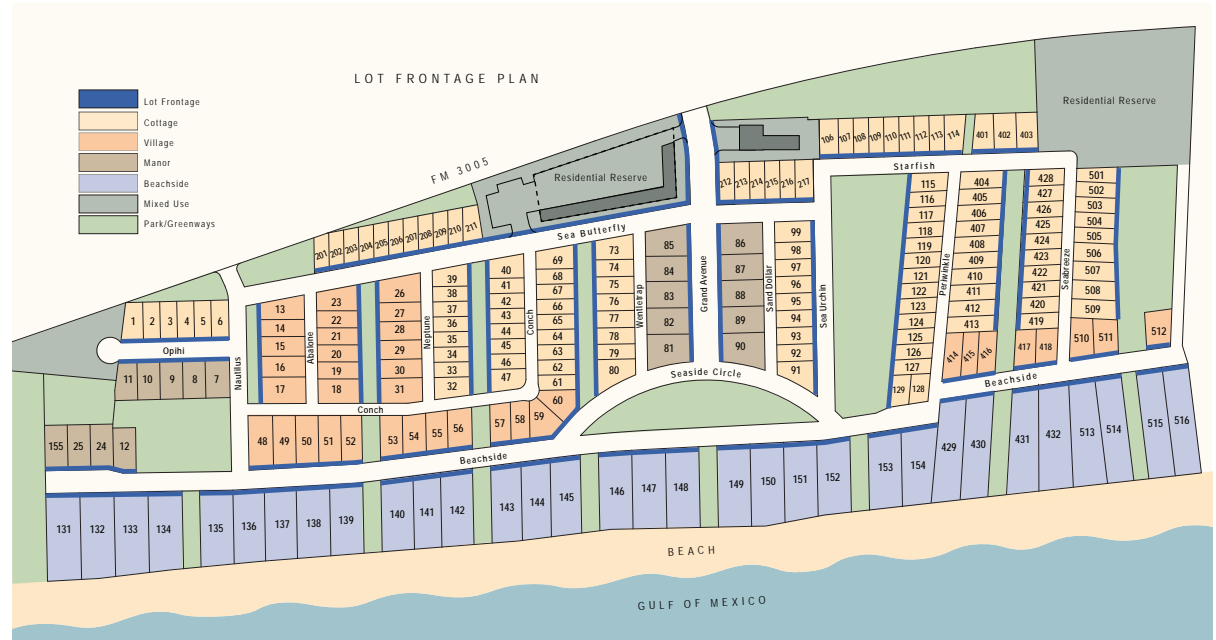 LOT FRONTAGE PLAN
Lot Frontage
Cottage
Village
Manor
Beachside
Mixed Use
Park/Greenways
FM 3005
Residential Reserve
Residential Reserve
106 107 108 109 110 111 112 113 114 401 402 403
Starfish
212 213 214 215 216 217
201 202 203 204 205 206 207 208 209 210 211
Sea Butterfly
1 2 3 4 5 6
Opihi
11 10 9 8 7
155 25 24 12
Nautilus
13
14
15
16
17
Abalone
23
22
21
20
19
18
26
27
28
29
30
31
Neptune
39
38
37
36
35
34
33
32
40
41
42
43
44
45
46
47
Conch
69
68
67
66
65
64
63
62
61
60
73
74
75
76
77
78
79
80
Wentletrap
85
84
83
82
81
Grand Avenue
86
87
88
89
90
Sand Dollar
99
98
97
96
95
94
93
92
91
Sea Urchin
115
116
117
118
119
120
121
122
123
124
125
126
127
129 128
Periwinkle
404
405
406
407
408
409
410
411
412
413
414 415 416
428
427
426
425
424
423
422
421
420
419
417 418
Seabreeze
501
502
503
504
505
506
507
508
509
510 511
512
Seaside Circle
Conch
48 49 50 51 52 53 54 55 56 57 58 59
Beachside
Beachside
131 132 133 134 135 136 137 138 139 140 141 142 143 144 145 146 147 148 149 150 151 152 153 154 429 430 431 432 513 514 515 516
BEACH
GULF OF MEXICO